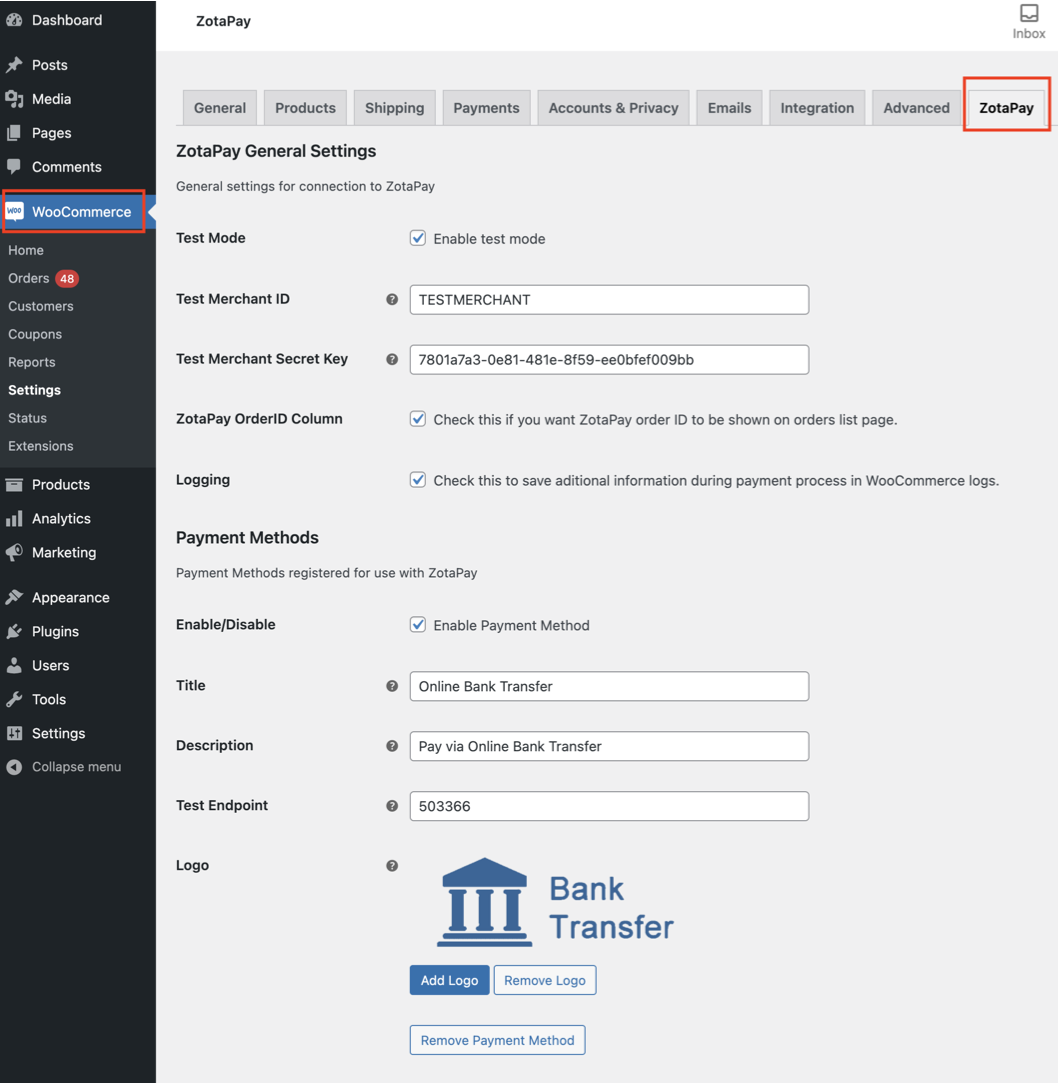 Dashboard
Posts
Media
Pages
Comments
WOO
WooCommerce
Home
Orders 48
Customers
Coupons
Reports
Settings
Status
Extensions
Products
Analytics
Marketing
Appearance
Plugins
Users
Tools
Settings
Collapse menu
ZotaPay
Inbox
General Products Shipping Payments Accounts & Privacy Emails Integration Advanced ZotaPay
ZotaPay General Settings
General settings for connection to ZotaPay
Test Mode Enable test mode
Test Merchant ID ? TESTMERCHANT
Test Merchant Secret Key ? 7801a7a3-0e81-481e-8f59-ee0bfef009bb
ZotaPay OrderID Column Check this if you want ZotaPay order ID to be shown on orders list page.
Logging Check this to save aditional information during payment process in WooCommerce logs.
Payment Methods
Payment Methods registered for use with ZotaPay
Enable/Disable Enable Payment Method
Title ? Online Bank Transfer
Description ? Pay via Online Bank Transfer
Test Endpoint ? 503366
Logo ?
Bank
Transfer
Add Logo Remove Logo
Remove Payment Method